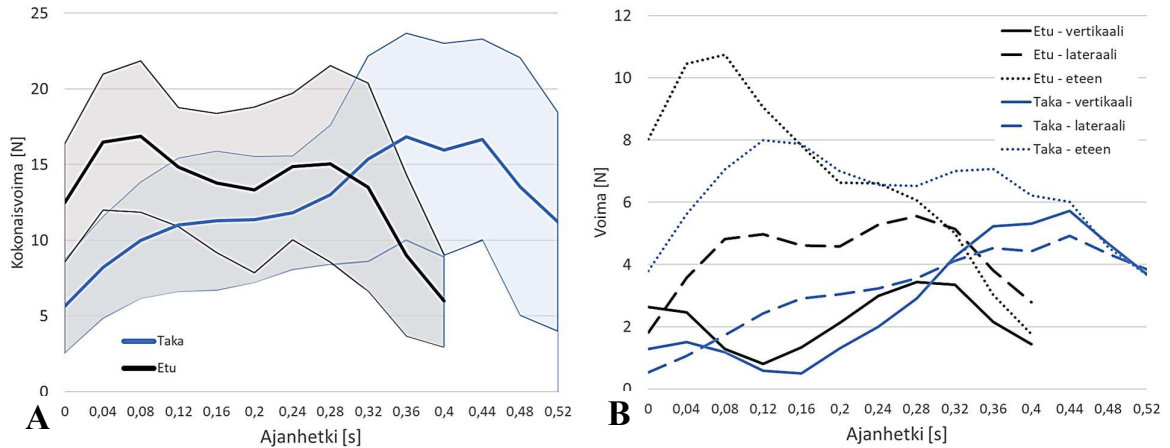 25
20
15
10
5
0
Kokonaisvoima [N]
Taka
Etu
0 0,04 0,08 0,12 0,16 0,2 0,24 0,28 0,32 0,36 0,4 0,44 0,48 0,52
Ajanhetki [s]
A
12
10
8
6
4
2
0
Voima [N]
Etu - vertikaali
Etu - lateraali
Etu - eteen
Taka - vertikaali
Taka - lateraali
Taka - eteen
0 0,04 0,08 0,12 0,16 0,2 0,24 0,28 0,32 0,36 0,4 0,44 0,48 0,52
Ajanhetki [s]
B